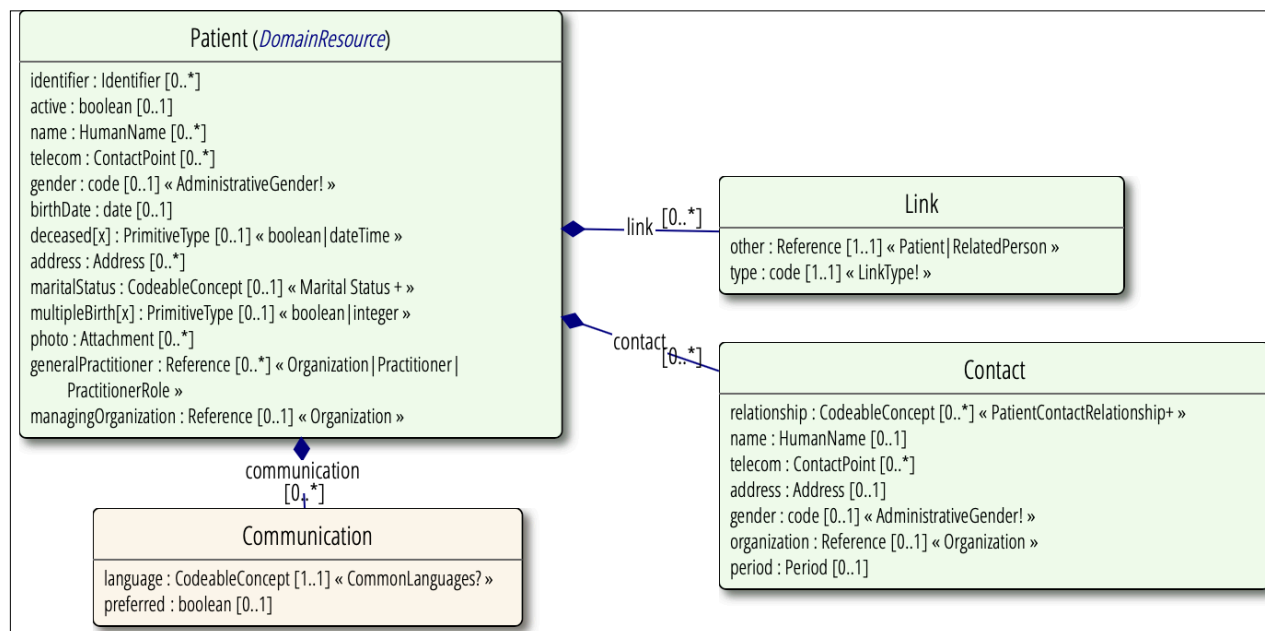 Patient (DomainResource)
identifier : Identifier [0..*]
active : boolean [0..1]
name : HumanName [0..*]
telecom : ContactPoint [0..*]
gender : code [0..1] « AdministrativeGender! »
birthDate : date [0..1]
deceased[x] : PrimitiveType [0..1] « boolean|dateTime »
address : Address [0..*]
maritalStatus : CodeableConcept [0..1] « Marital Status + »
multipleBirth[x] : PrimitiveType [0..1] « boolean|integer »
photo : Attachment [0..*]
generalPractitioner : Reference [0..*] « Organization|Practitioner|
PractitionerRole »
managingOrganization : Reference [0..1] « Organization »
link [0..*]
Link
other : Reference [1..1] « Patient|RelatedPerson »
type : code [1..1] « LinkType! »
contact
[0..*]
Contact
relationship : CodeableConcept [0..*] « PatientContactRelationship+ »
name : HumanName [0..1]
telecom : ContactPoint [0..*]
address : Address [0..1]
gender : code [0..1] « AdministrativeGender! »
organization : Reference [0..1] « Organization »
period : Period [0..1]
communication
[0..*]
Communication
language : CodeableConcept [1..1] « CommonLanguages? »
preferred : boolean [0..1]